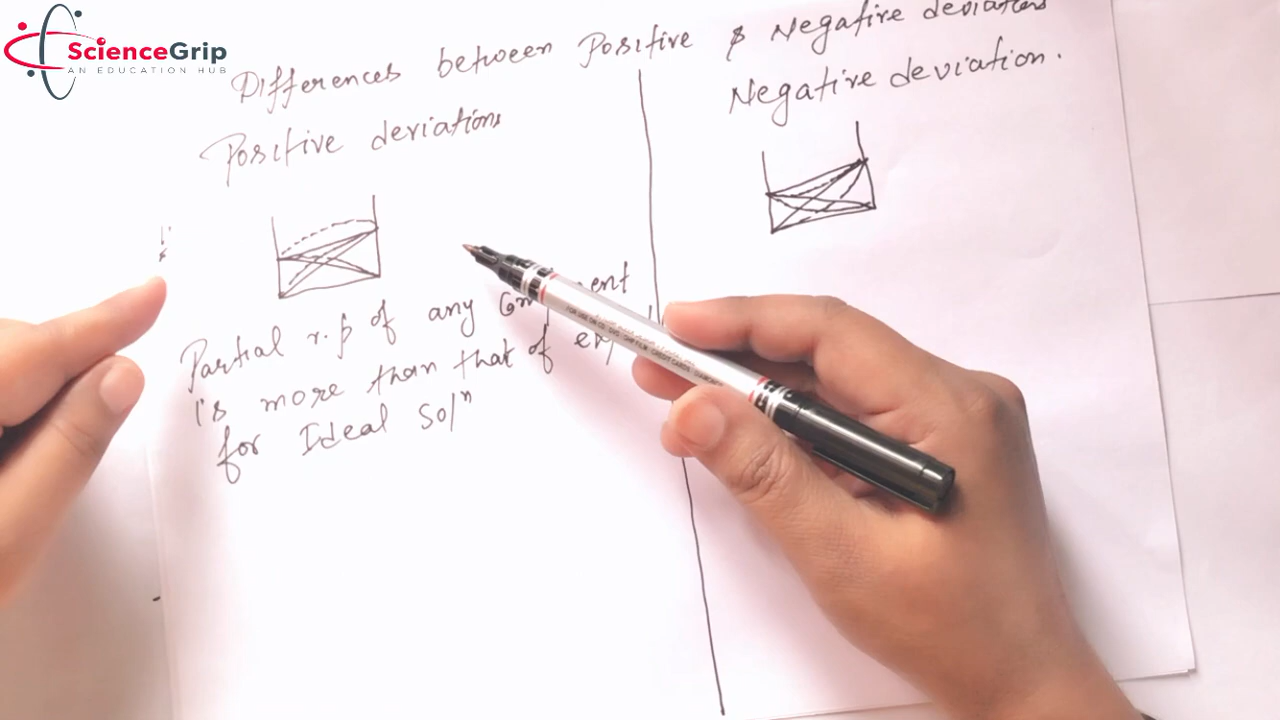 ScienceGrip
AN EDUCATION HUB
Differences between Positive & Negative deviations
Positive deviations
Negative deviation.
Partial v.p of any
is more than that of
for Ideal Solⁿ